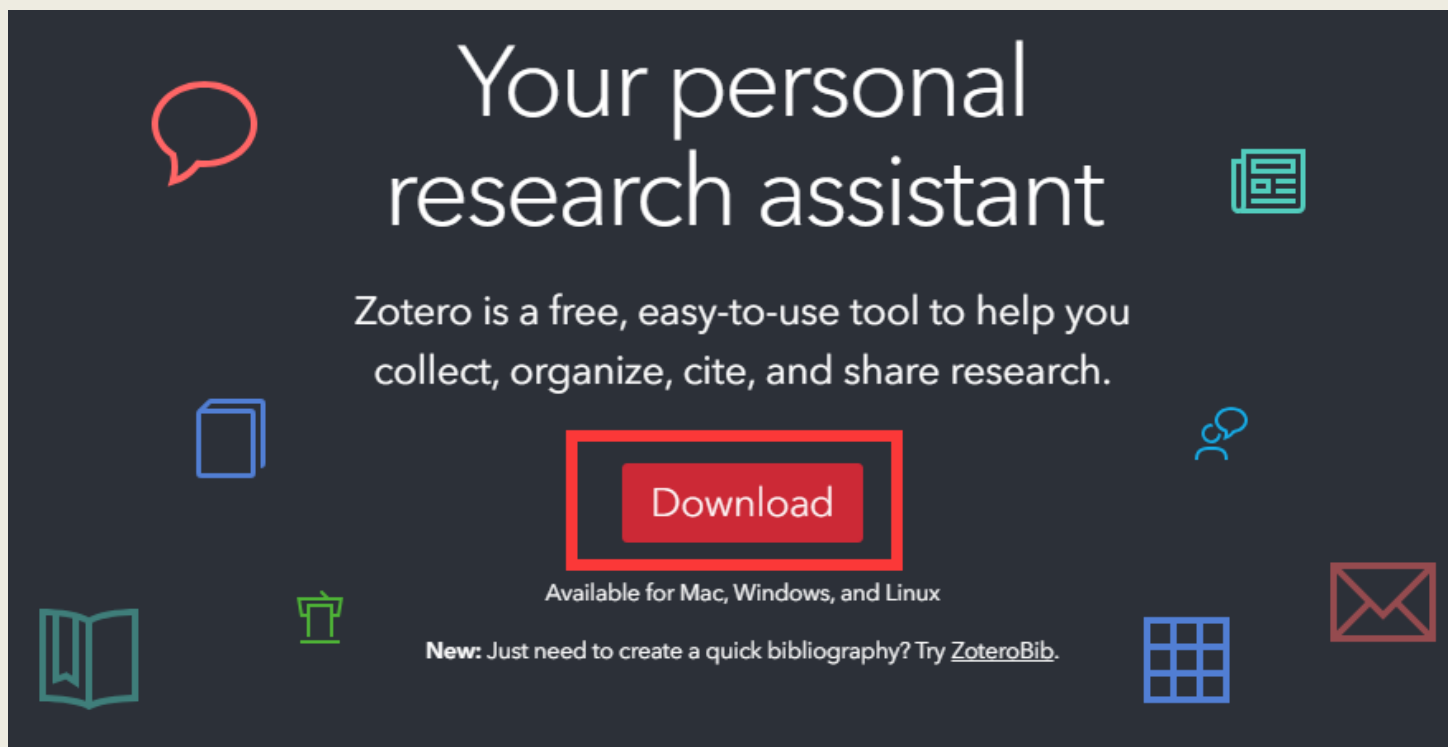 Your personal
research assistant
Zotero is a free, easy-to-use tool to help you
collect, organize, cite, and share research.
Download
Available for Mac, Windows, and Linux
New: Just need to create a quick bibliography? Try ZoteroBib.